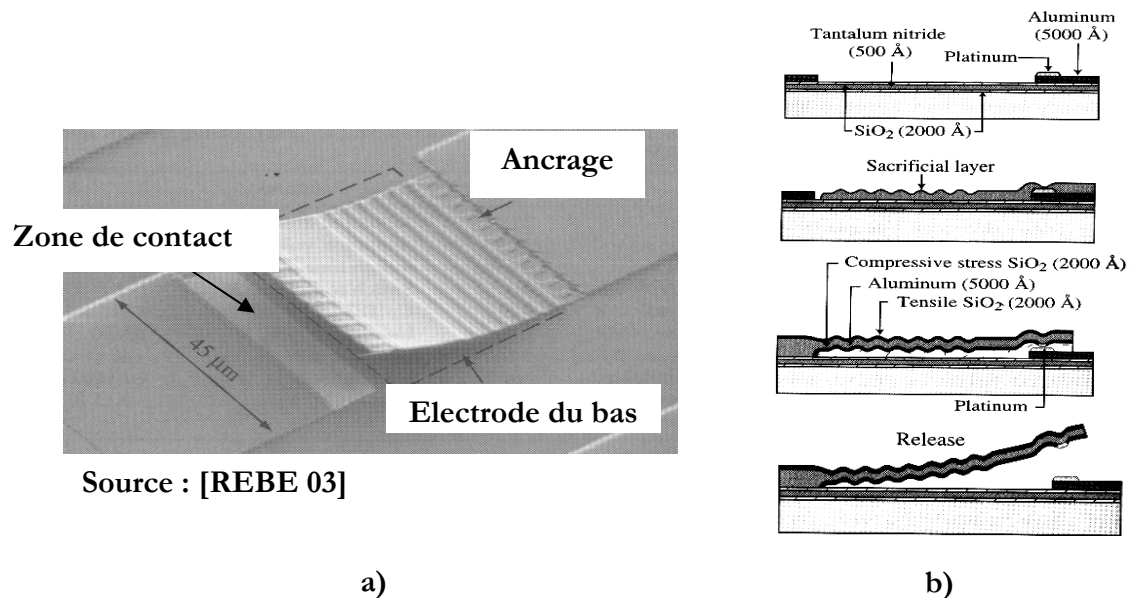 Ancrage
Zone de contact
45 µm
Electrode du bas
Source : [REBE 03]
a)
Aluminum
(5000 Å)
Tantalum nitride
(500 Å)
Platinum
SiO₂ (2000 Å)
Sacrificial layer
Compressive stress SiO₂ (2000 Å)
Aluminum (5000 Å)
Tensile SiO₂ (2000 Å)
Platinum
Release
b)